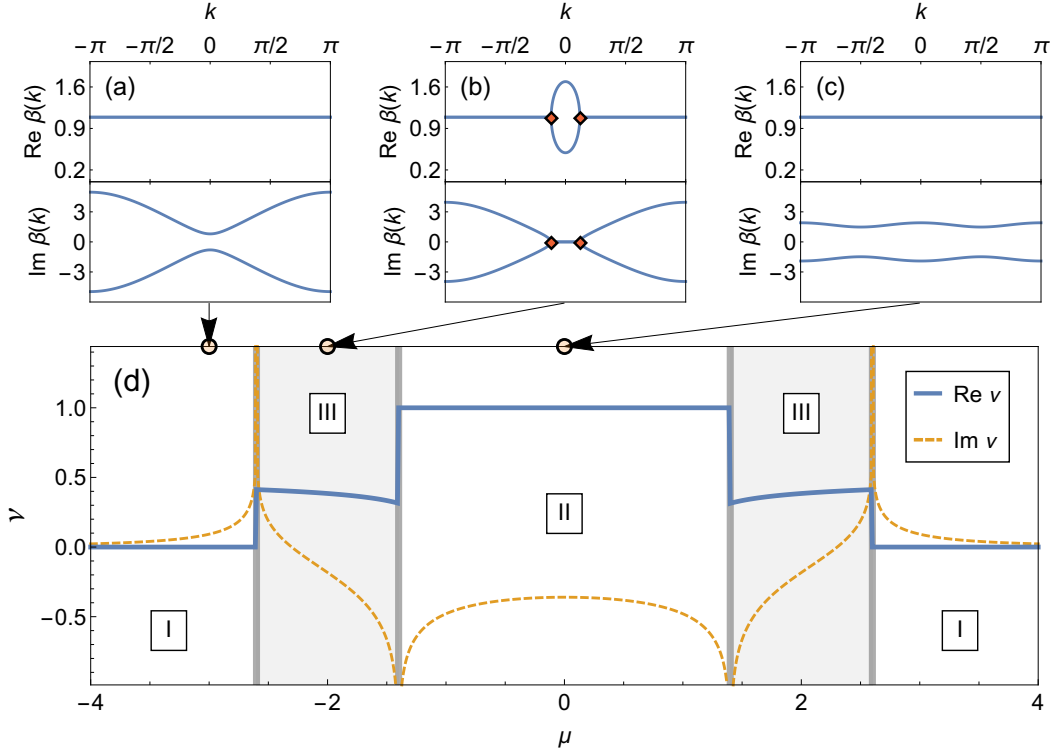 k k k
−π −π/2 0 π/2 π −π −π/2 0 π/2 π −π −π/2 0 π/2 π
(a) (b) (c)
Re β(k) 1.6 0.9 0.2 Re β(k) 1.6 0.9 0.2 Re β(k) 1.6 0.9 0.2
Im β(k) 3 0 −3 Im β(k) 3 0 −3 Im β(k) 3 0 −3
(d)
III III
Re ν
Im ν
II
I I
ν
1.0
0.5
0.0
−0.5
−4 −2 0 2 4
μ